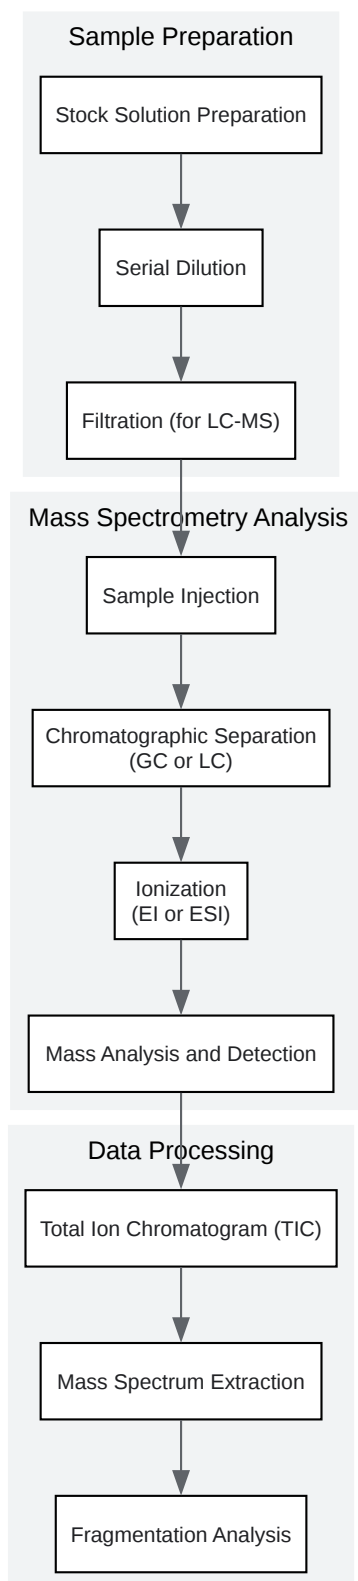 Sample Preparation
Stock Solution Preparation
Serial Dilution
Filtration (for LC-MS)
Mass Spectrometry Analysis
Sample Injection
Chromatographic Separation
(GC or LC)
Ionization
(EI or ESI)
Mass Analysis and Detection
Data Processing
Total Ion Chromatogram (TIC)
Mass Spectrum Extraction
Fragmentation Analysis